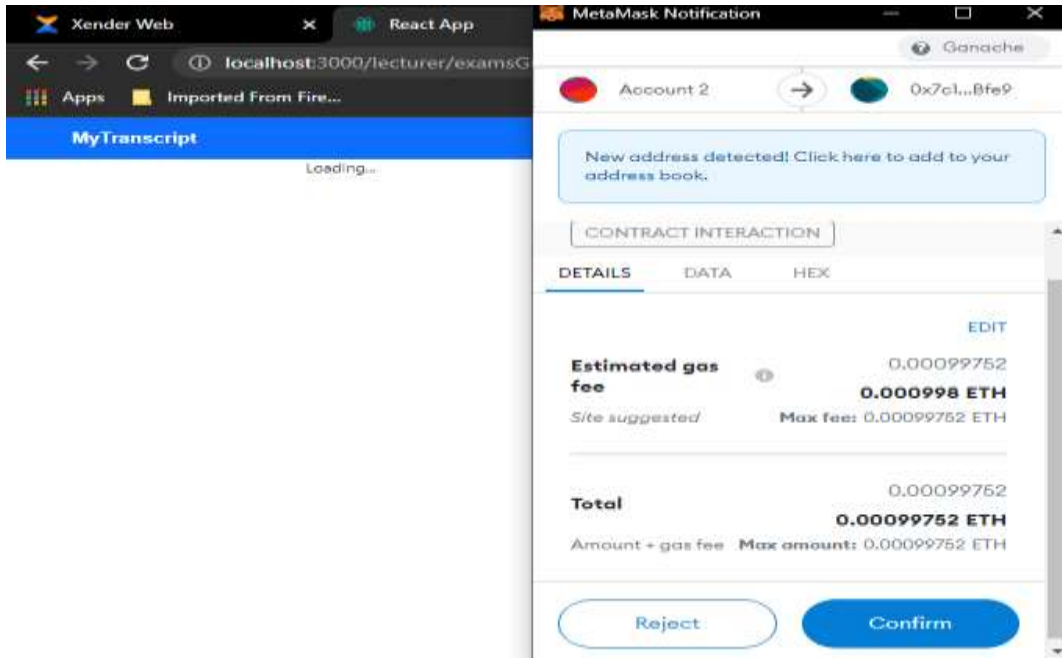 Xender Web
React App
localhost:3000/lecturer/examsG
Apps
Imported From Fire...
MyTranscript
Loading...
MetaMask Notification
Ganache
Account 2
0x7c1...Bfe9
New address detected! Click here to add to your
address book.
CONTRACT INTERACTION
DETAILS DATA HEX
EDIT
Estimated gas
fee
0.00099752
0.000998 ETH
Site suggested
Max fee: 0.00099752 ETH
Total
0.00099752
0.00099752 ETH
Amount + gas fee Max amount: 0.00099752 ETH
Reject
Confirm